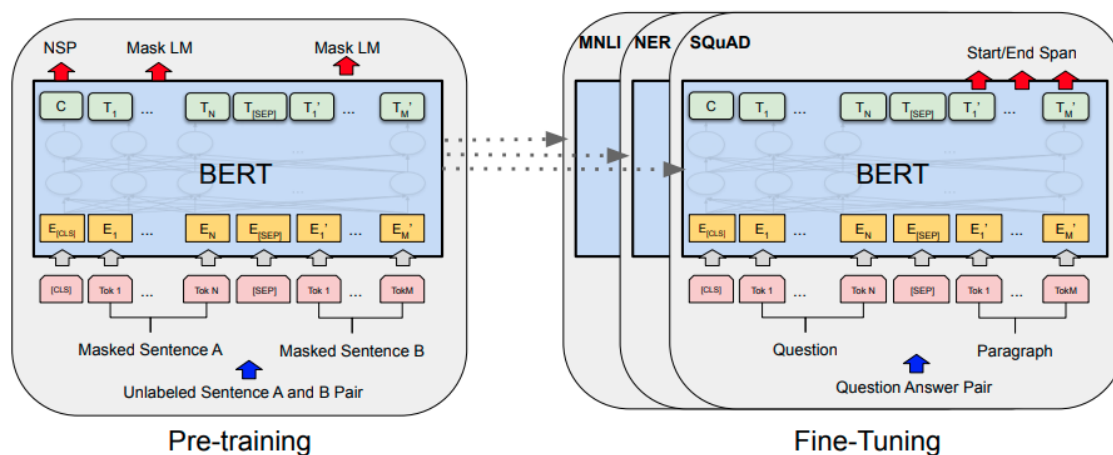 NSP Mask LM Mask LM
C T1 ... TN T[SEP] T1' ... TM'
BERT
E[CLS] E1 ... EN E[SEP] E1' ... EM'
[CLS] Tok 1 ... Tok N [SEP] Tok 1 ... TokM
Masked Sentence A Masked Sentence B
Unlabeled Sentence A and B Pair
Pre-training
MNLI NER SQuAD
Start/End Span
C T1 ... TN T[SEP] T1' ... TM'
BERT
E[CLS] E1 ... EN E[SEP] E1' ... EM'
[CLS] Tok 1 ... Tok N [SEP] Tok 1 ... TokM
Question Paragraph
Question Answer Pair
Fine-Tuning